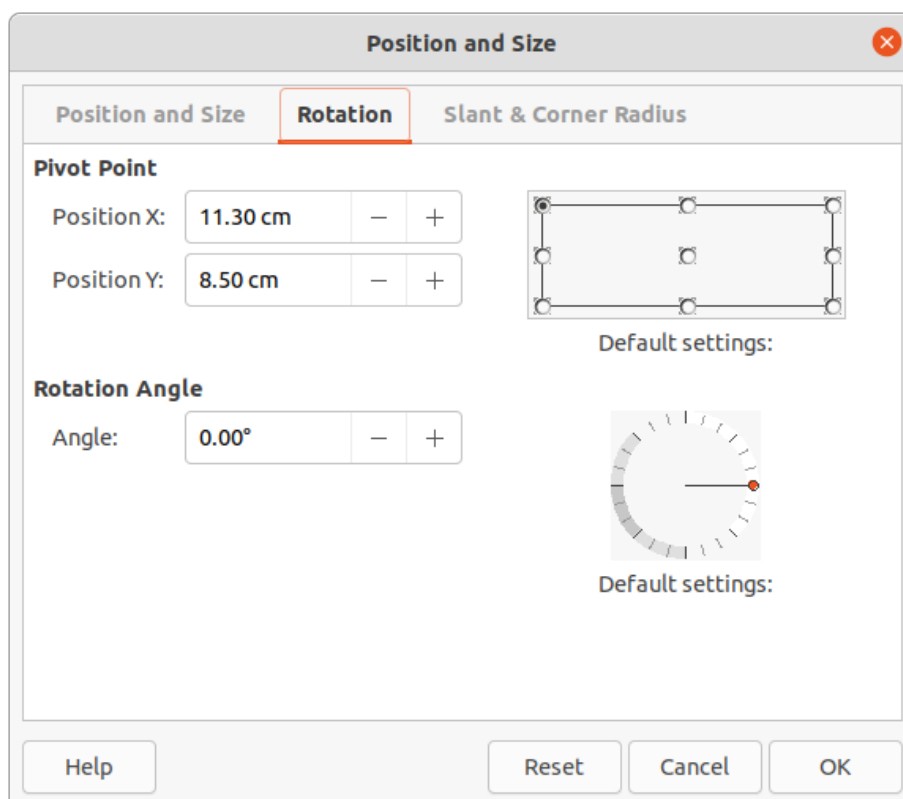 Position and Size
Position and Size Rotation Slant & Corner Radius
Pivot Point
Position X: 11.30 cm
Position Y: 8.50 cm
Default settings:
Rotation Angle
Angle: 0.00°
Default settings:
Help Reset Cancel OK